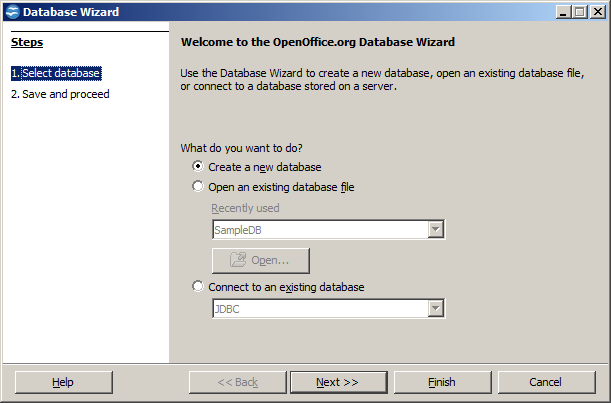 Database Wizard
Steps
1. Select database
2. Save and proceed
Welcome to the OpenOffice.org Database Wizard
Use the Database Wizard to create a new database, open an existing database file,
or connect to a database stored on a server.
What do you want to do?
Create a new database
Open an existing database file
Recently used
SampleDB
Open...
Connect to an existing database
JDBC
Help
<< Back
Next >>
Finish
Cancel